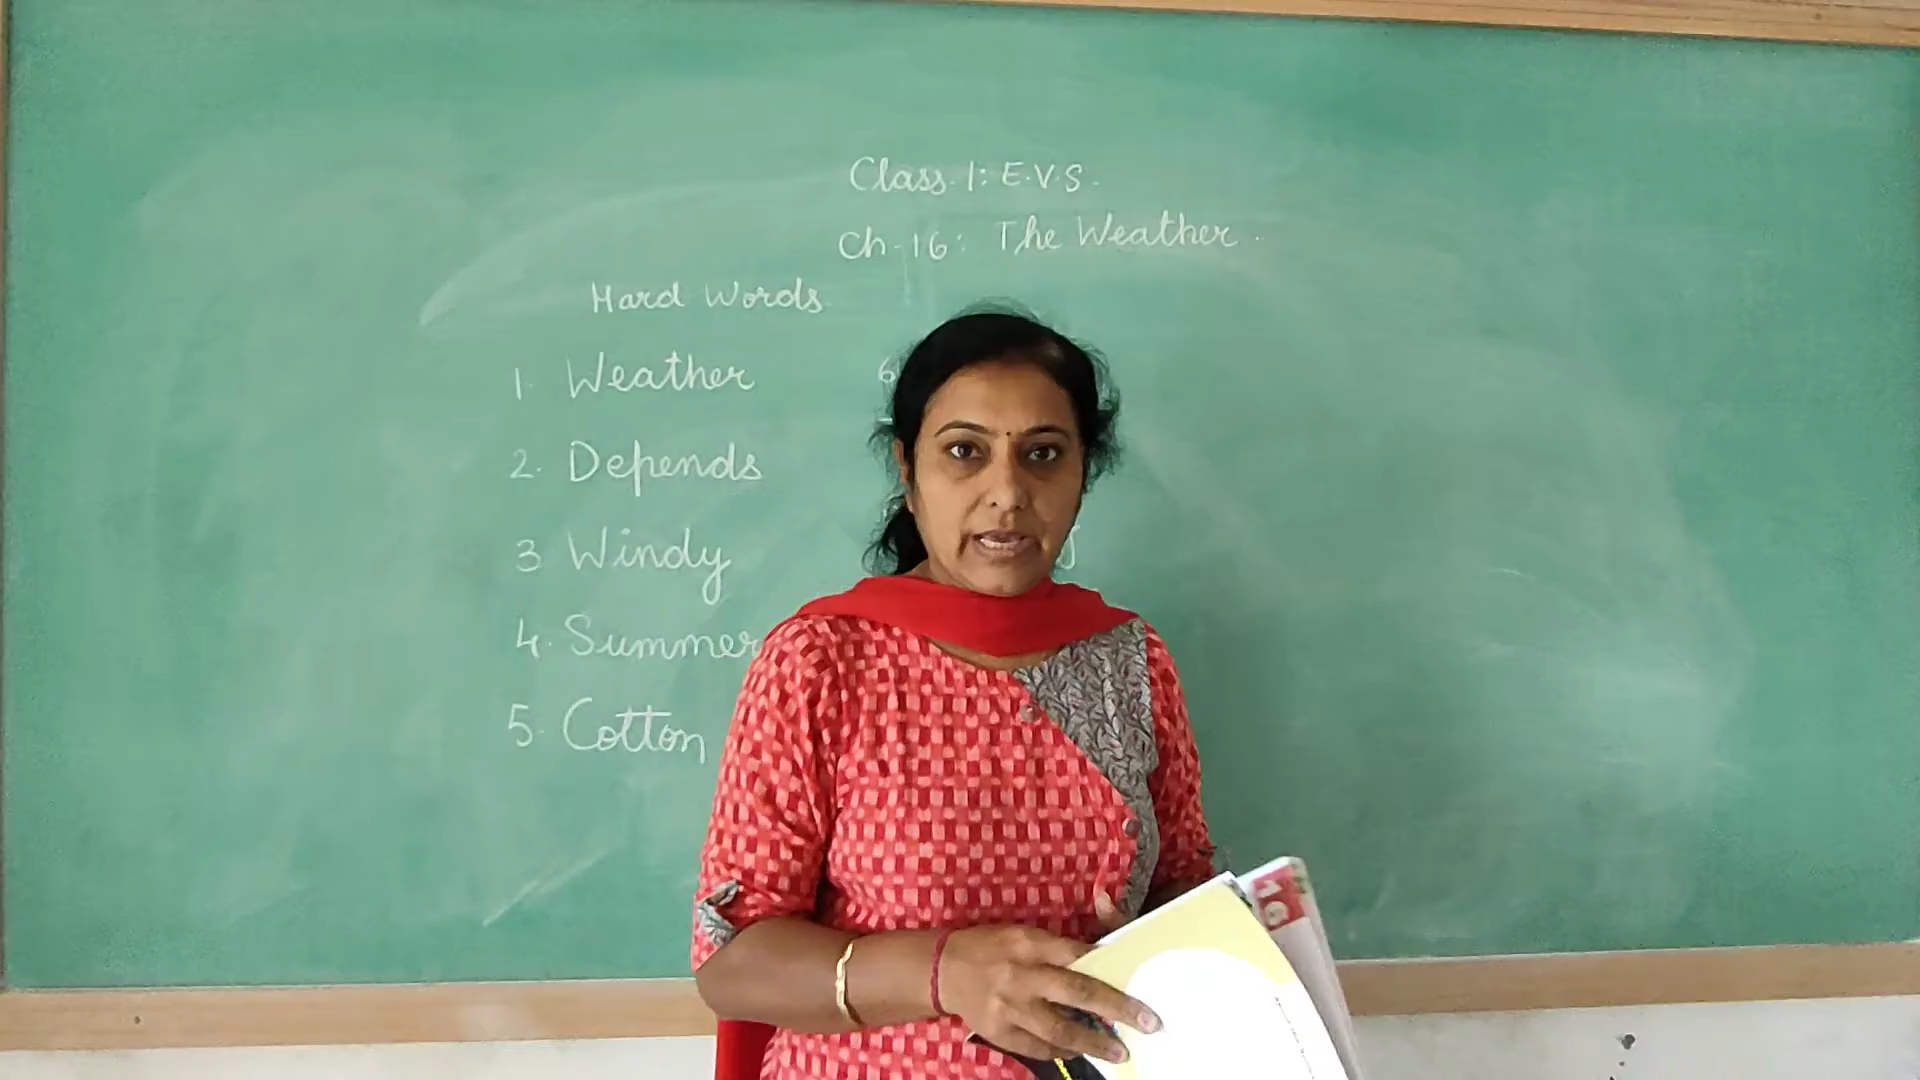 Class. 1: E.V.S.
Ch-16: The Weather.
Hard Words
1. Weather
2. Depends
3 Windy
4. Summer
5. Cotton
6
16